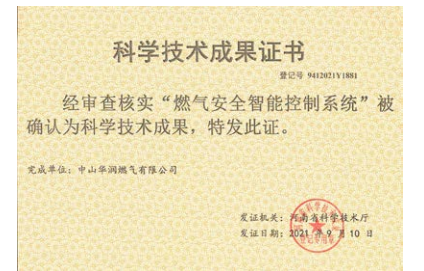 科学技术成果证书
登记号 9412021Y1881
经审查核实“燃气安全智能控制系统”被
确认为科学技术成果，特发此证。
完成单位：中山华润燃气有限公司
发证机关：河南省科学技术厅
发证日期：2021 年 9 月 10 日